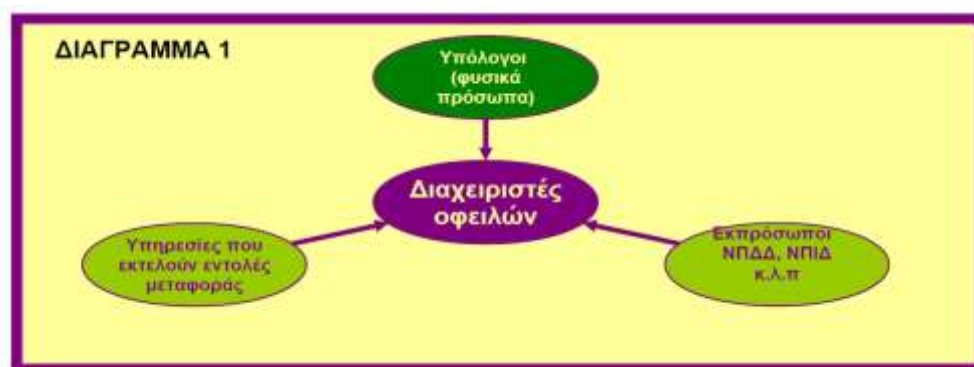 ΔΙΑΓΡΑΜΜΑ 1
Υπόλογοι
(φυσικά
πρόσωπα)
Διαχειριστές
οφειλών
Υπηρεσίες που
εκτελούν εντολές
μεταφοράς
Εκπρόσωποι
ΝΠΔΔ, ΝΠΙΔ
κ.λ.π